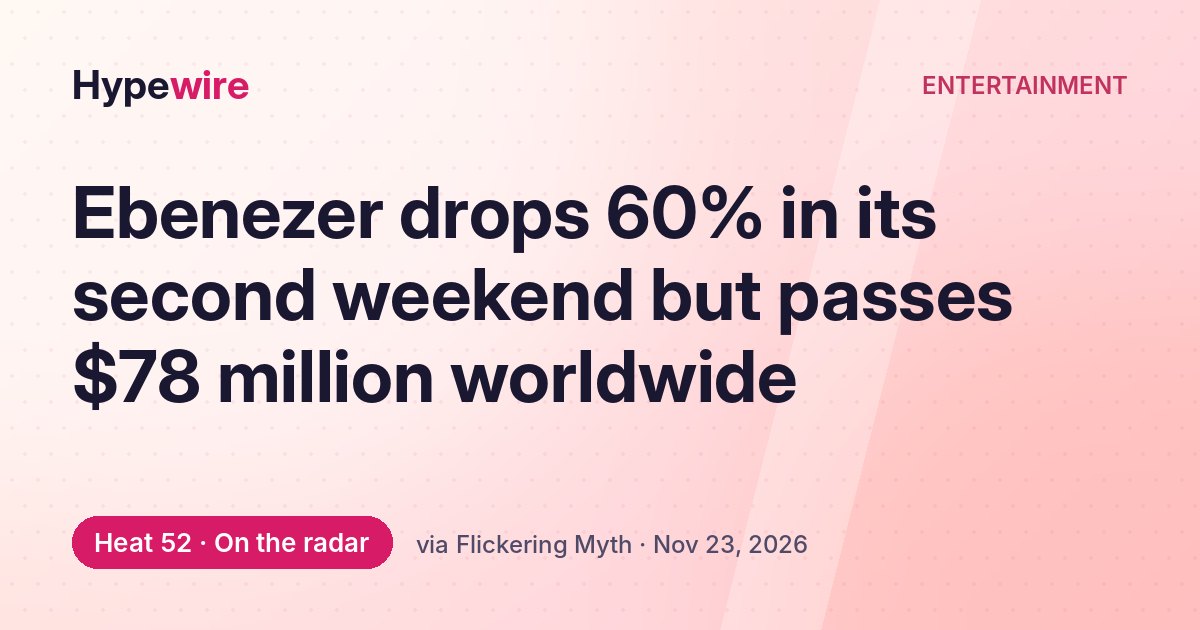 Hypewire
ENTERTAINMENT
Ebenezer drops 60% in its
second weekend but passes
$78 million worldwide
Heat 52 · On the radar
via Flickering Myth · Nov 23, 2026